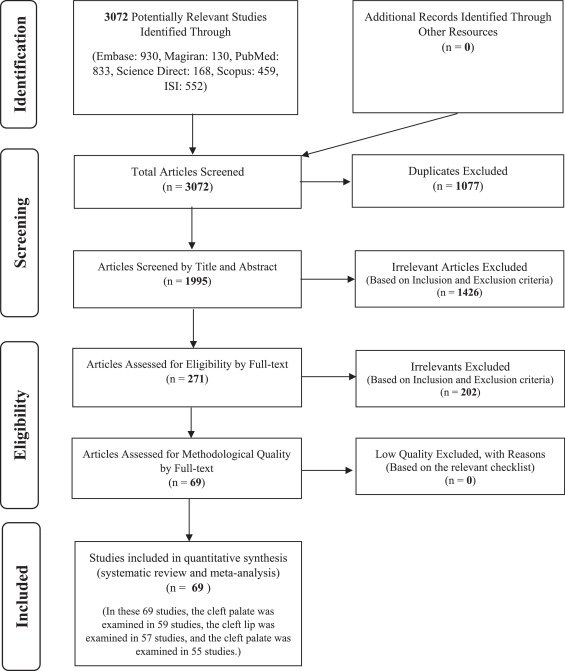 Identification
3072 Potentially Relevant Studies
Identified Through
(Embase: 930, Magiran: 130, PubMed:
833, Science Direct: 168, Scopus: 459,
ISI: 552)
Additional Records Identified Through
Other Resources
(n = 0)
Screening
Total Articles Screened
(n = 3072)
Duplicates Excluded
(n = 1077)
Articles Screened by Title and Abstract
(n = 1995)
Irrelevant Articles Excluded
(Based on Inclusion and Exclusion criteria)
(n = 1426)
Eligibility
Articles Assessed for Eligibility by Full-text
(n = 271)
Irrelevants Excluded
(Based on Inclusion and Exclusion criteria)
(n = 202)
Articles Assessed for Methodological Quality
by Full-text
(n = 69)
Low Quality Excluded, with Reasons
(Based on the relevant checklist)
(n = 0)
Included
Studies included in quantitative synthesis
(systematic review and meta-analysis)
(n = 69 )
(In these 69 studies, the cleft palate was
examined in 59 studies, the cleft lip was
examined in 57 studies, and the cleft palate was
examined in 55 studies.)